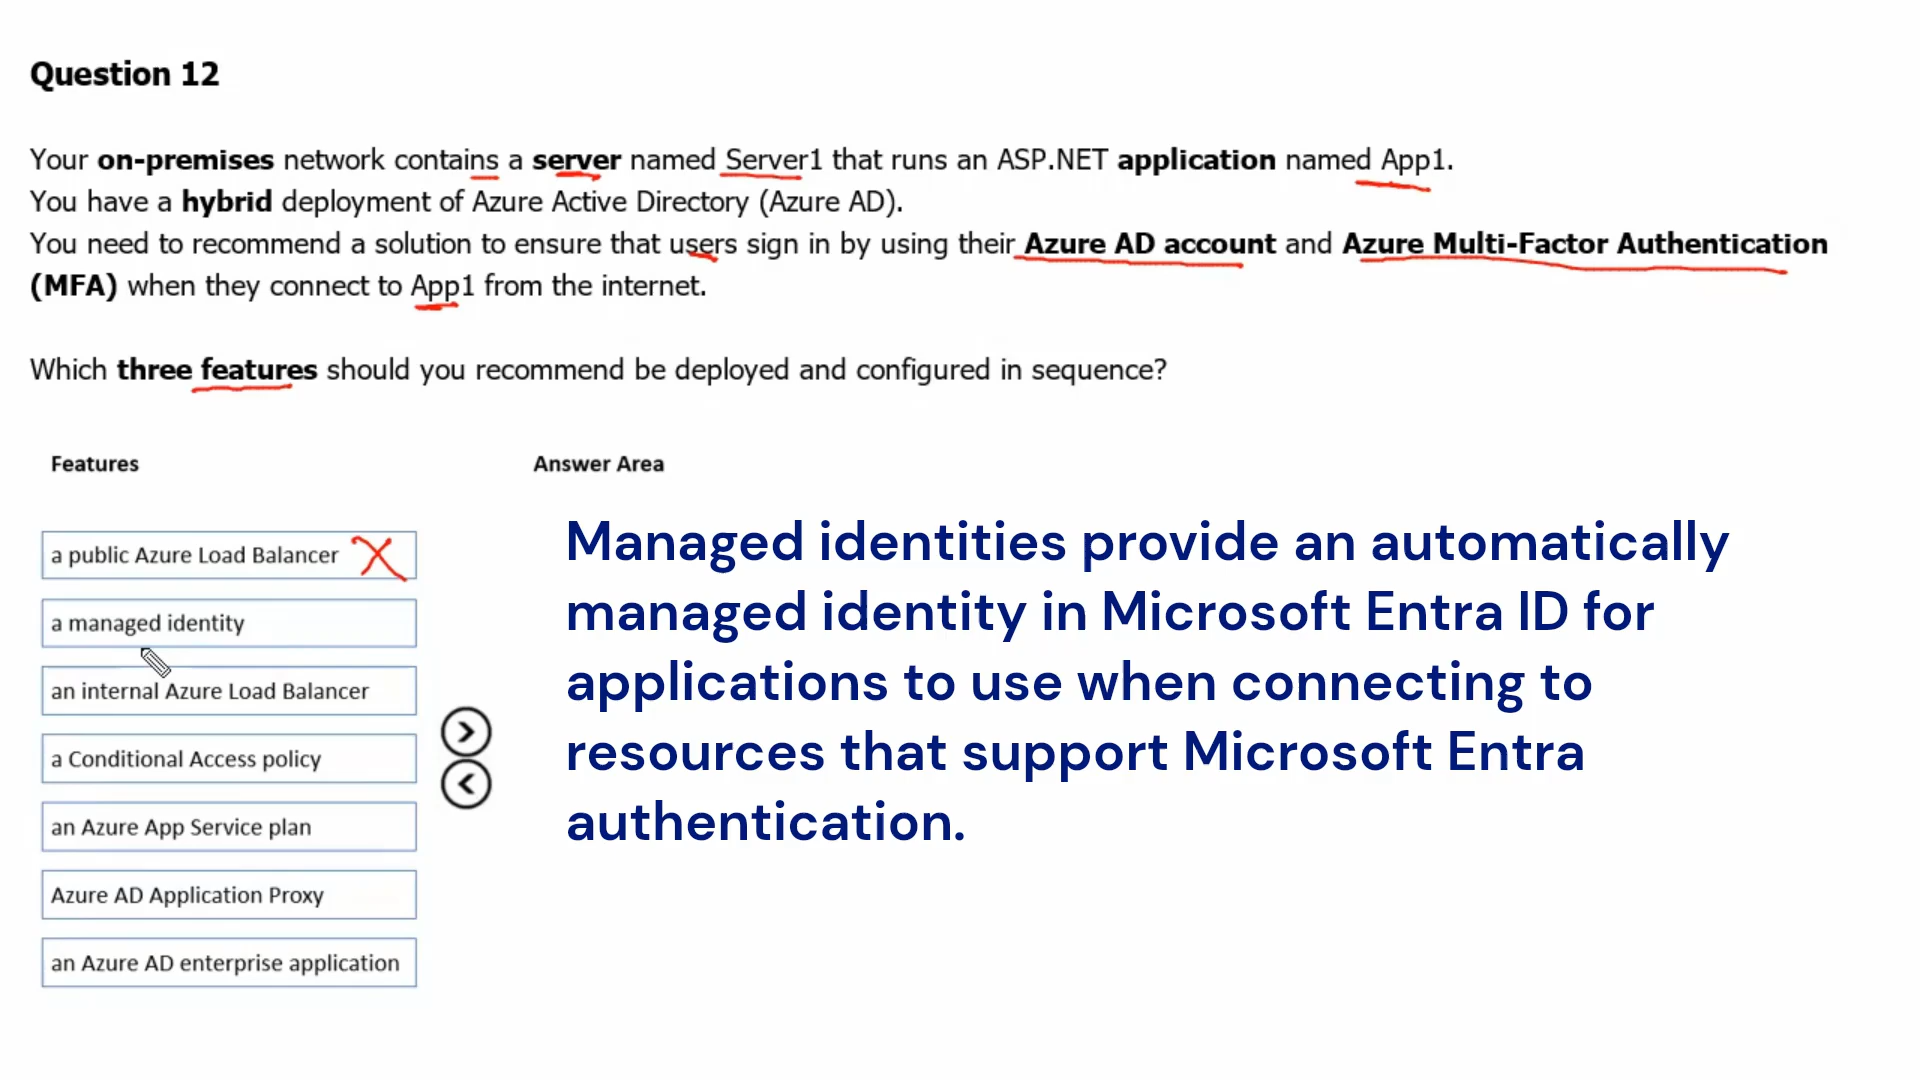 Question 12
Your on-premises network contains a server named Server1 that runs an ASP.NET application named App1.
You have a hybrid deployment of Azure Active Directory (Azure AD).
You need to recommend a solution to ensure that users sign in by using their Azure AD account and Azure Multi-Factor Authentication
(MFA) when they connect to App1 from the internet.
Which three features should you recommend be deployed and configured in sequence?
Features
Answer Area
a public Azure Load Balancer
a managed identity
an internal Azure Load Balancer
a Conditional Access policy
an Azure App Service plan
Azure AD Application Proxy
an Azure AD enterprise application
Managed identities provide an automatically
managed identity in Microsoft Entra ID for
applications to use when connecting to
resources that support Microsoft Entra
authentication.